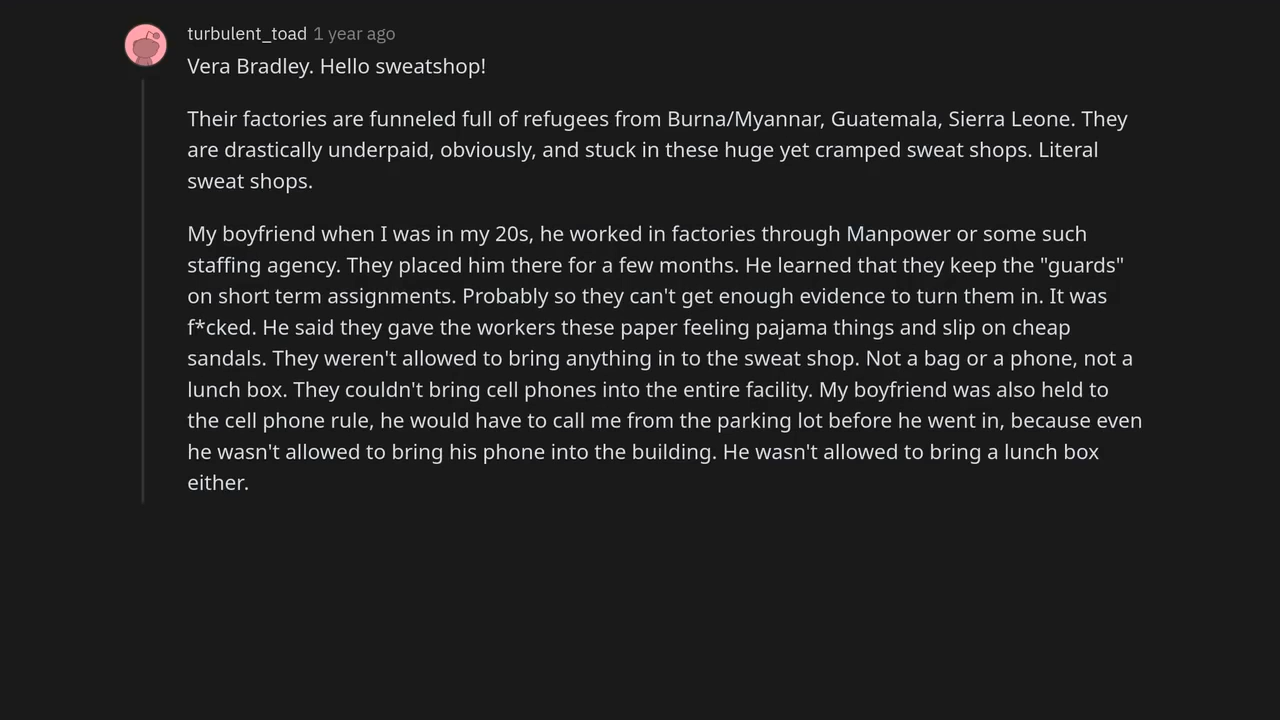 turbulent_toad 1 year ago
Vera Bradley. Hello sweatshop!
Their factories are funneled full of refugees from Burna/Myannar, Guatemala, Sierra Leone. They
are drastically underpaid, obviously, and stuck in these huge yet cramped sweat shops. Literal
sweat shops.
My boyfriend when I was in my 20s, he worked in factories through Manpower or some such
staffing agency. They placed him there for a few months. He learned that they keep the "guards"
on short term assignments. Probably so they can't get enough evidence to turn them in. It was
f*cked. He said they gave the workers these paper feeling pajama things and slip on cheap
sandals. They weren't allowed to bring anything in to the sweat shop. Not a bag or a phone, not a
lunch box. They couldn't bring cell phones into the entire facility. My boyfriend was also held to
the cell phone rule, he would have to call me from the parking lot before he went in, because even
he wasn't allowed to bring his phone into the building. He wasn't allowed to bring a lunch box
either.